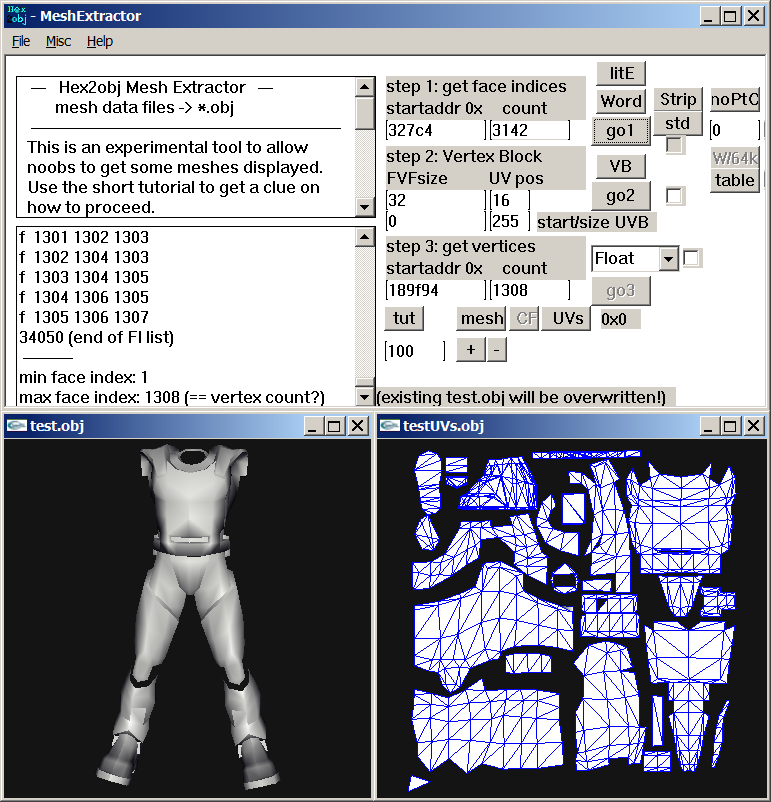 Hex obj - MeshExtractor
File Misc Help
— Hex2obj Mesh Extractor —
mesh data files -> *.obj
This is an experimental tool to allow
noobs to get some meshes displayed.
Use the short tutorial to get a clue on
how to proceed.
f 1301 1302 1303
f 1302 1304 1303
f 1303 1304 1305
f 1304 1306 1305
f 1305 1306 1307
34050 (end of FI list)
min face index: 1
max face index: 1308 (== vertex count?)
step 1: get face indices
startaddr 0x count
327c4 3142
litE
Word
go1
Strip
std
noPtC
0
step 2: Vertex Block
FVFsize UV pos
32 16
0 255 start/size UVB
VB
go2
W/64k
table
step 3: get vertices
startaddr 0x count
189f94 1308
Float
go3
tut mesh CF UVs 0x0
100 + -
(existing test.obj will be overwritten!)
test.obj
testUVs.obj